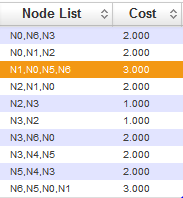 Node List Cost
N0,N6,N3 2.000
N0,N1,N2 2.000
N1,N0,N5,N6 3.000
N2,N1,N0 2.000
N2,N3 1.000
N3,N2 1.000
N3,N6,N0 2.000
N3,N4,N5 2.000
N5,N4,N3 2.000
N6,N5,N0,N1 3.000